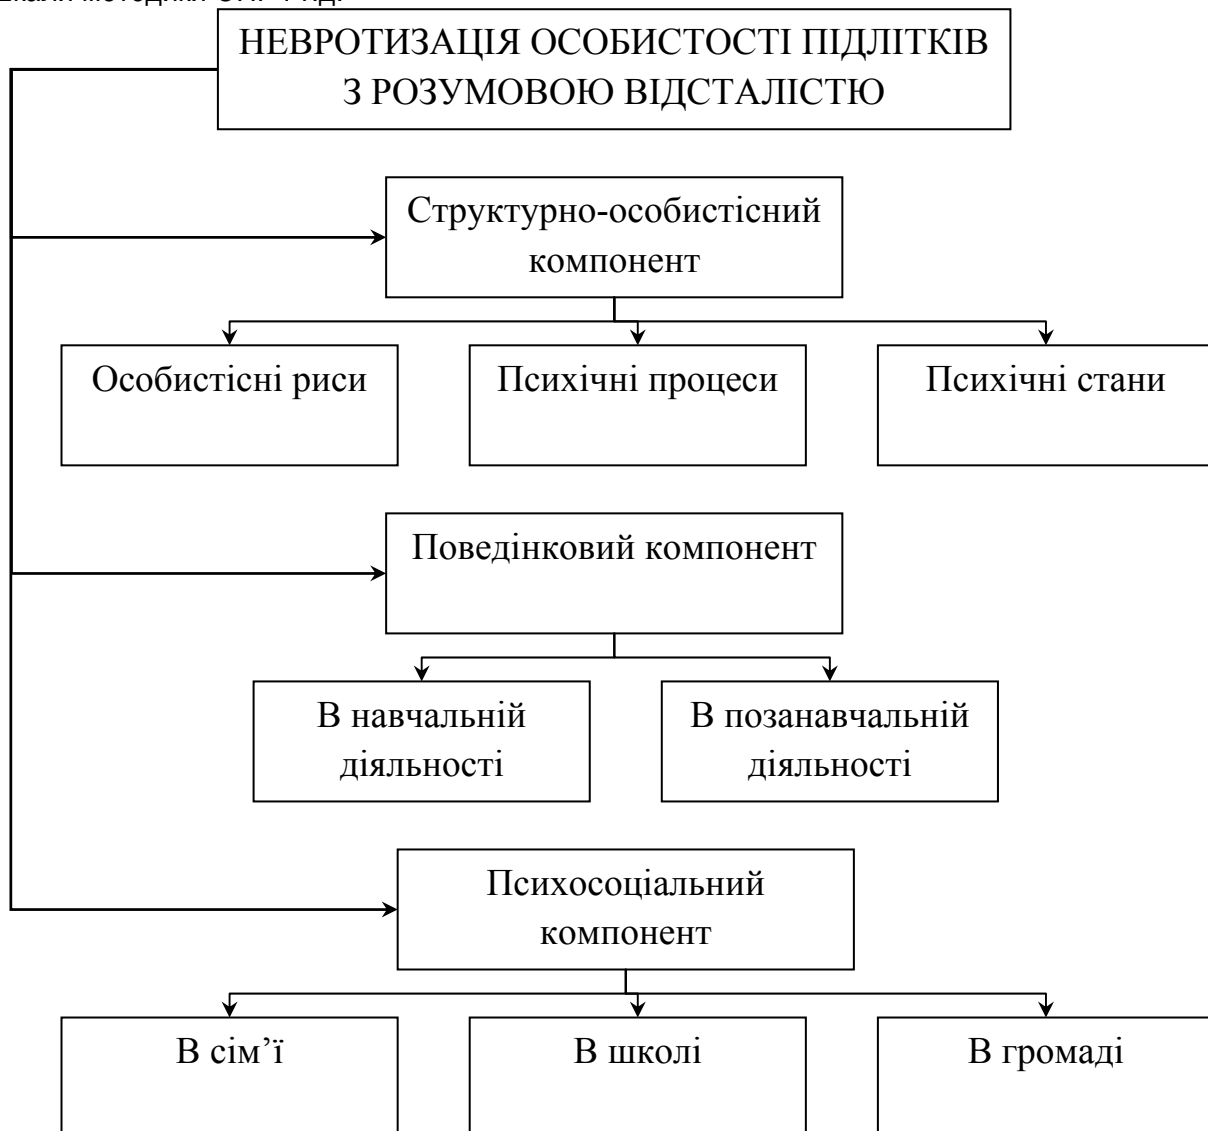 НЕВРОТИЗАЦІЯ ОСОБИСТОСТІ ПІДЛІТКІВ
З РОЗУМОВОЮ ВІДСТАЛІСТЮ
Структурно-особистісний
компонент
Особистісні риси
Психічні процеси
Психічні стани
Поведінковий компонент
В навчальній
діяльності
В позанавчальній
діяльності
Психосоціальний
компонент
В сім’ї
В школі
В громаді